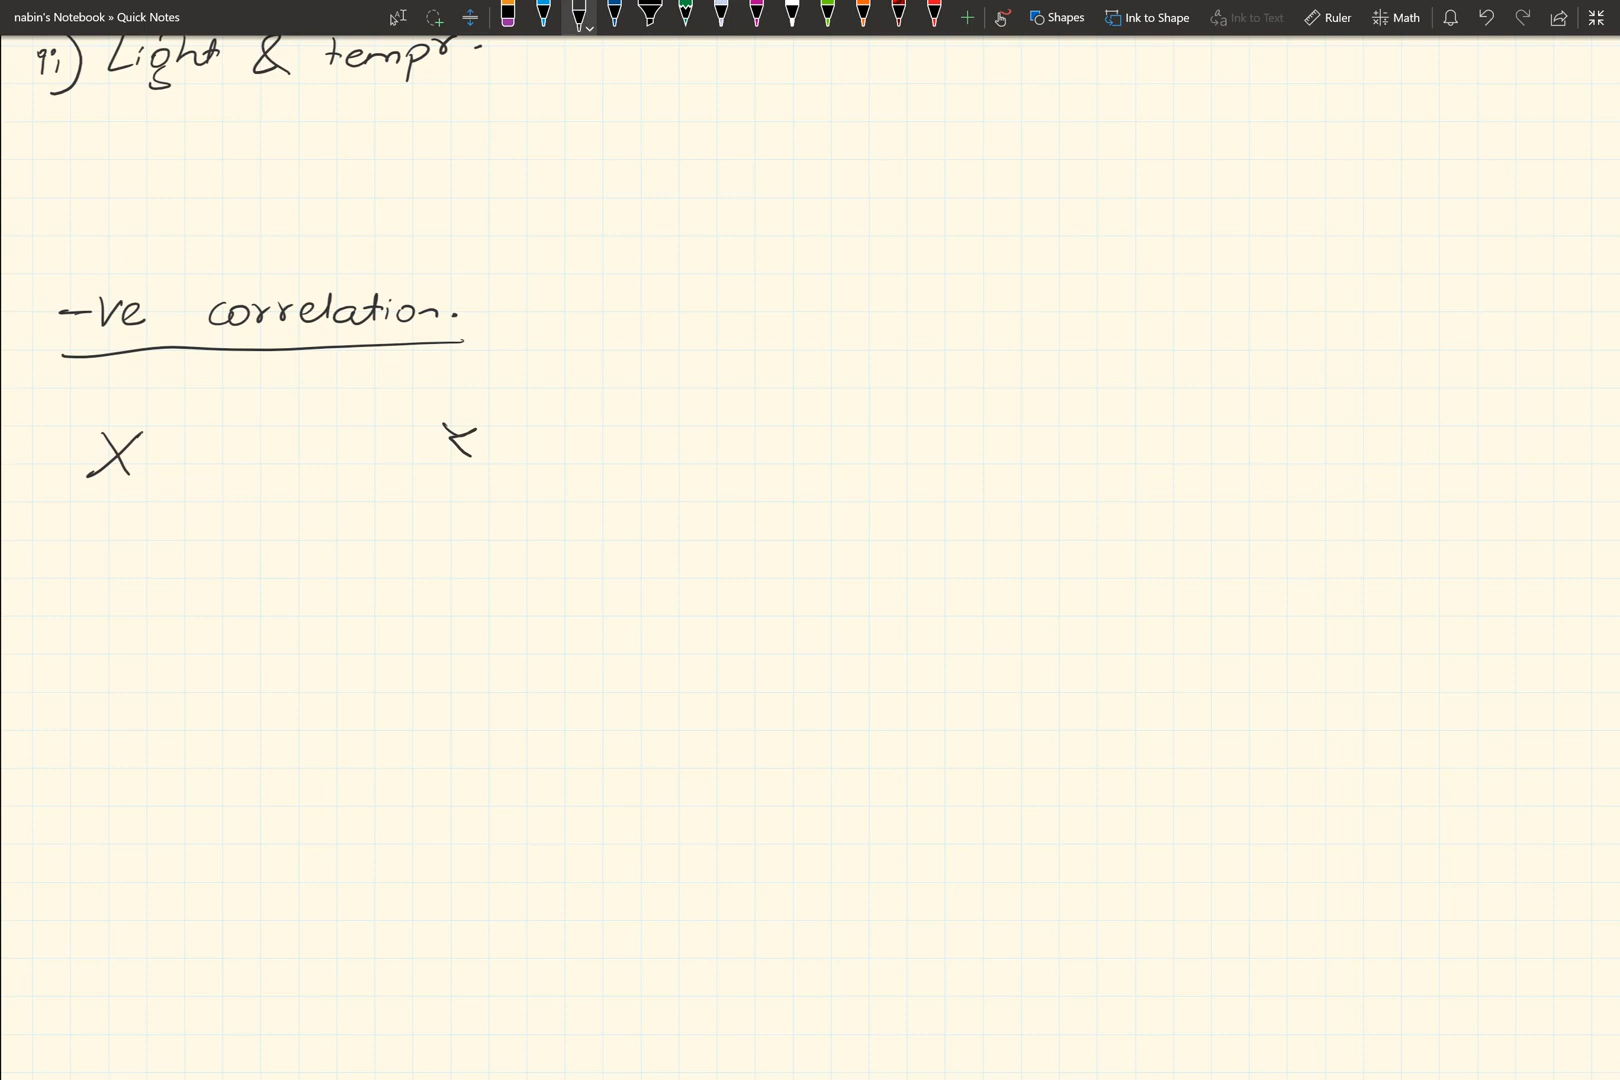 nabin's Notebook » Quick Notes
Shapes Ink to Shape Ink to Text Ruler Math
ii) Light & tempr.
-ve correlation.
X Y